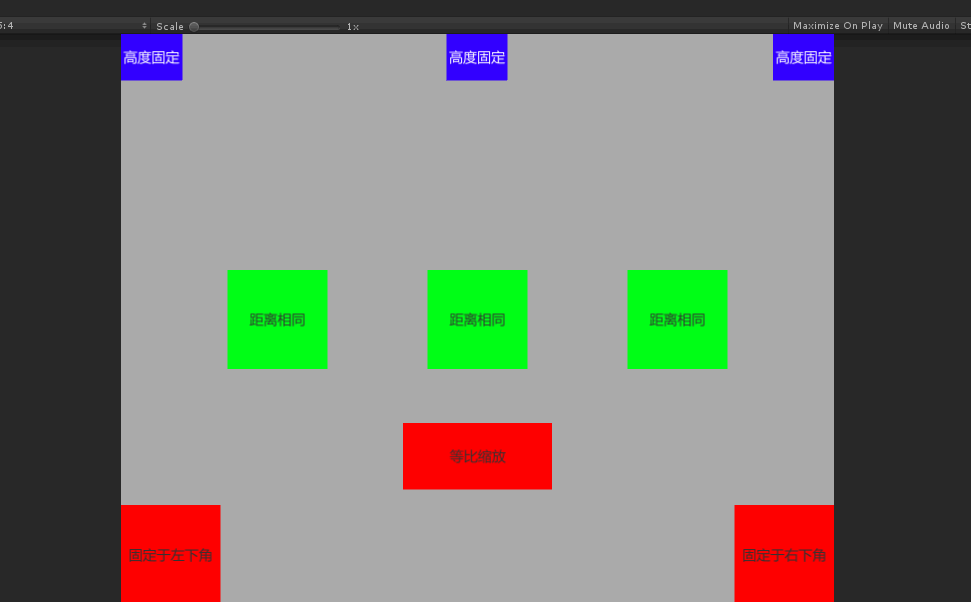 5:4 Scale 1x Maximize On Play Mute Audio
高度固定 高度固定 高度固定
距离相同 距离相同 距离相同
等比缩放
固定于左下角 固定于右下角